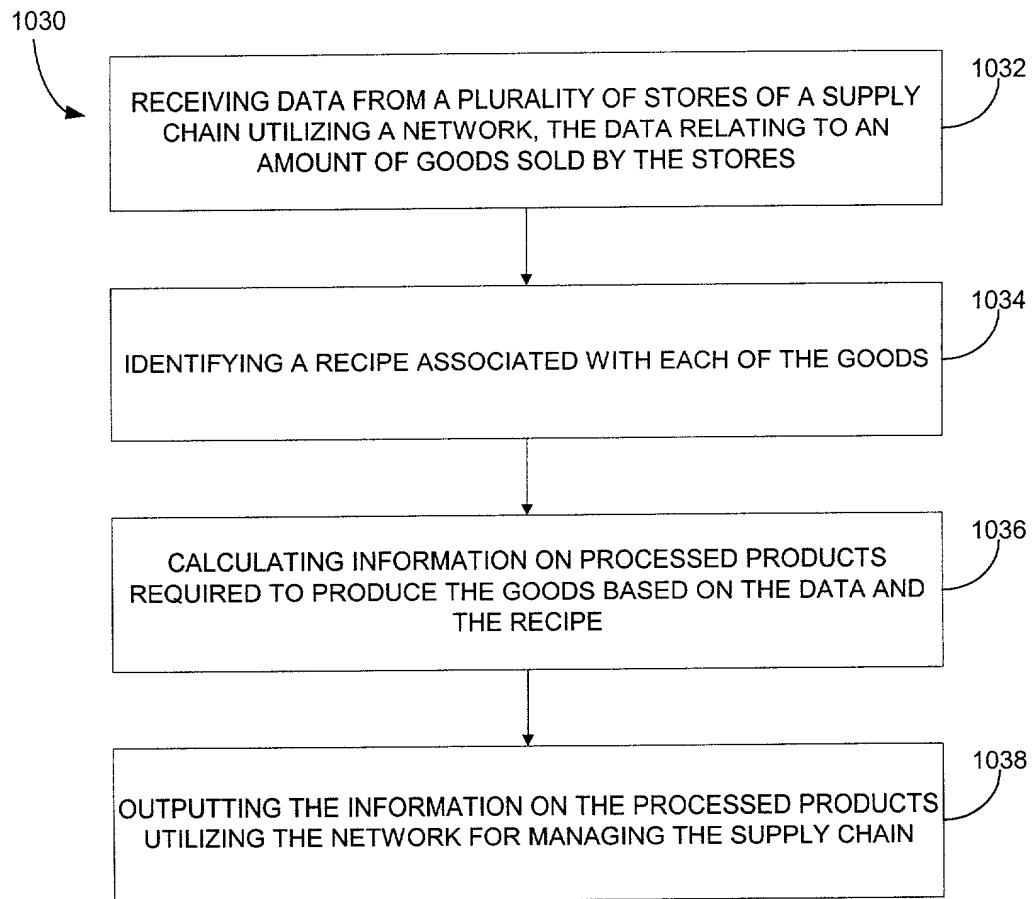 1030
1032
RECEIVING DATA FROM A PLURALITY OF STORES OF A SUPPLY
CHAIN UTILIZING A NETWORK, THE DATA RELATING TO AN
AMOUNT OF GOODS SOLD BY THE STORES
1034
IDENTIFYING A RECIPE ASSOCIATED WITH EACH OF THE GOODS
1036
CALCULATING INFORMATION ON PROCESSED PRODUCTS
REQUIRED TO PRODUCE THE GOODS BASED ON THE DATA AND
THE RECIPE
1038
OUTPUTTING THE INFORMATION ON THE PROCESSED PRODUCTS
UTILIZING THE NETWORK FOR MANAGING THE SUPPLY CHAIN